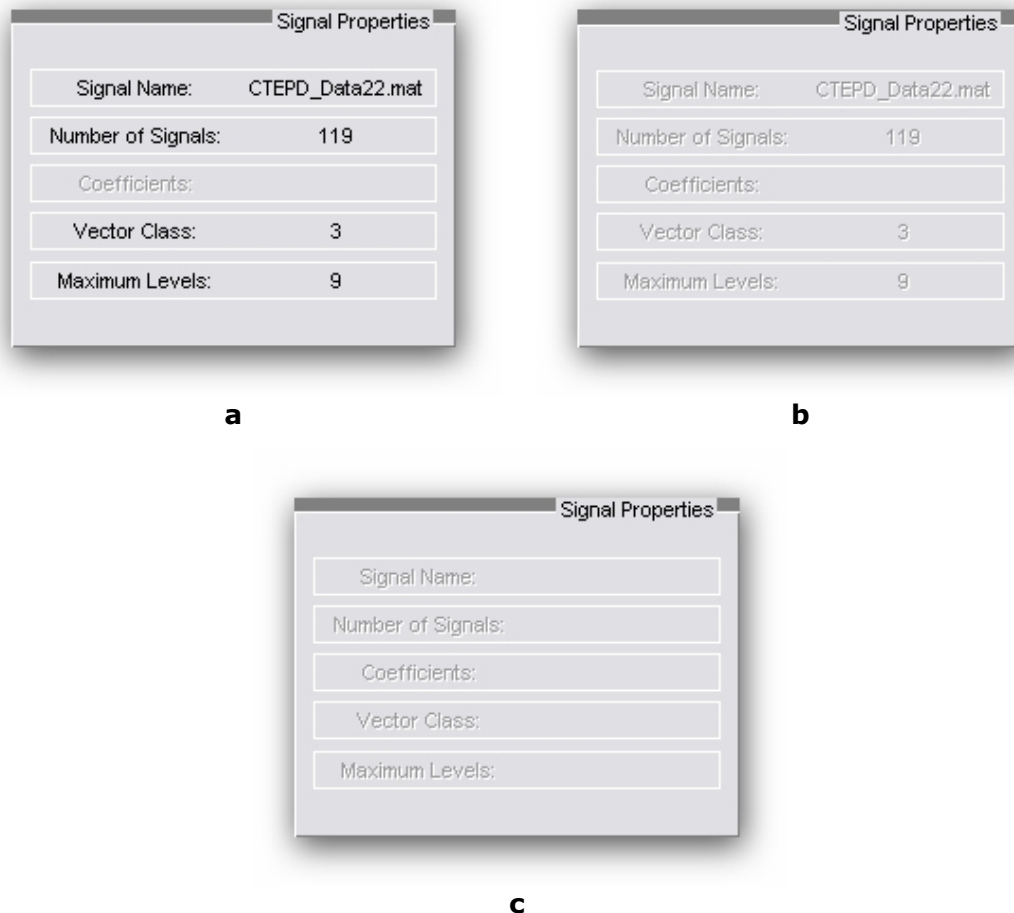 Signal Properties
Signal Name: CTEPD_Data22.mat
Number of Signals: 119
Coefficients:
Vector Class: 3
Maximum Levels: 9
a
Signal Properties
Signal Name: CTEPD_Data22.mat
Number of Signals: 119
Coefficients:
Vector Class: 3
Maximum Levels: 9
b
Signal Properties
Signal Name:
Number of Signals:
Coefficients:
Vector Class:
Maximum Levels:
c